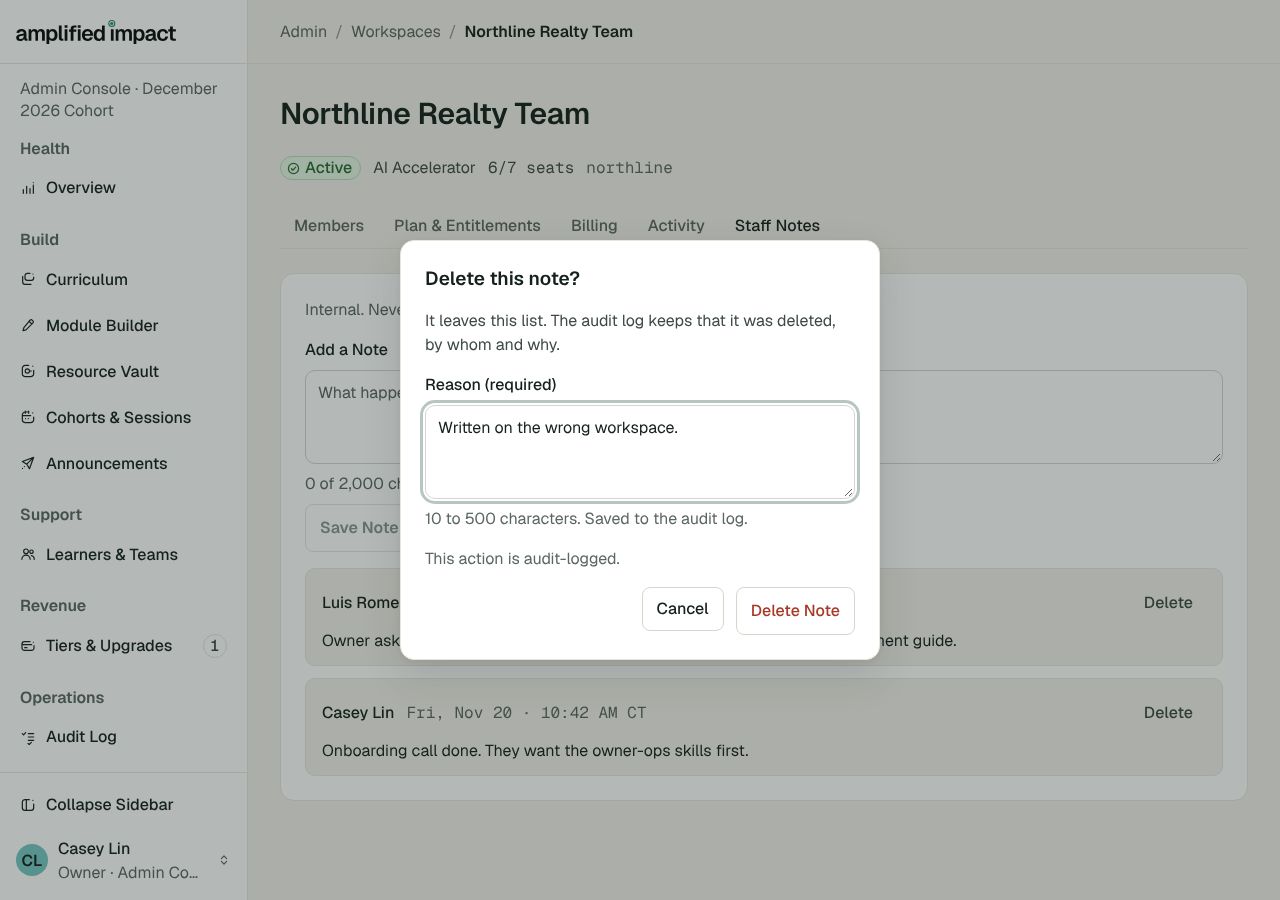 amplified impact
Admin / Workspaces / Northline Realty Team
Admin Console · December
2026 Cohort
Health
Overview
Build
Curriculum
Module Builder
Resource Vault
Cohorts & Sessions
Announcements
Support
Learners & Teams
Revenue
Tiers & Upgrades 1
Operations
Audit Log
Collapse Sidebar
CL
Casey Lin
Owner · Admin Co...
Northline Realty Team
Active AI Accelerator 6/7 seats northline
Members Plan & Entitlements Billing Activity Staff Notes
Internal.
Add a Note
What
0 of 2,000
Save Note
Luis Delete
Owner guide.
Casey Lin Fri, Nov 20 · 10:42 AM CT Delete
Onboarding call done. They want the owner-ops skills first.
Delete this note?
It leaves this list. The audit log keeps that it was deleted,
by whom and why.
Reason (required)
Written on the wrong workspace.
10 to 500 characters. Saved to the audit log.
This action is audit-logged.
Cancel Delete Note